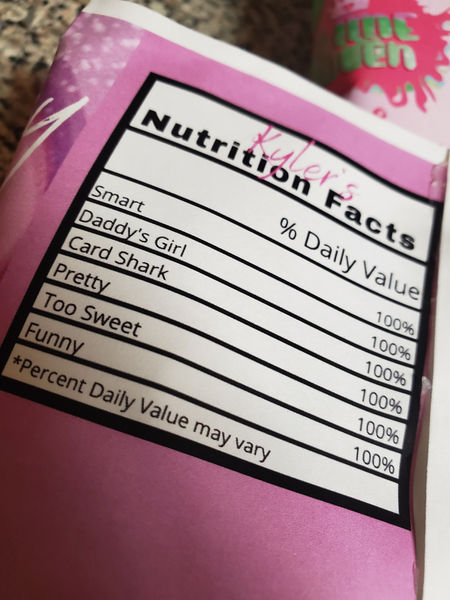 Kyler's
Nutrition Facts
% Daily Value
Smart 100%
Daddy's Girl 100%
Card Shark 100%
Pretty 100%
Too Sweet 100%
Funny 100%
*Percent Daily Value may vary